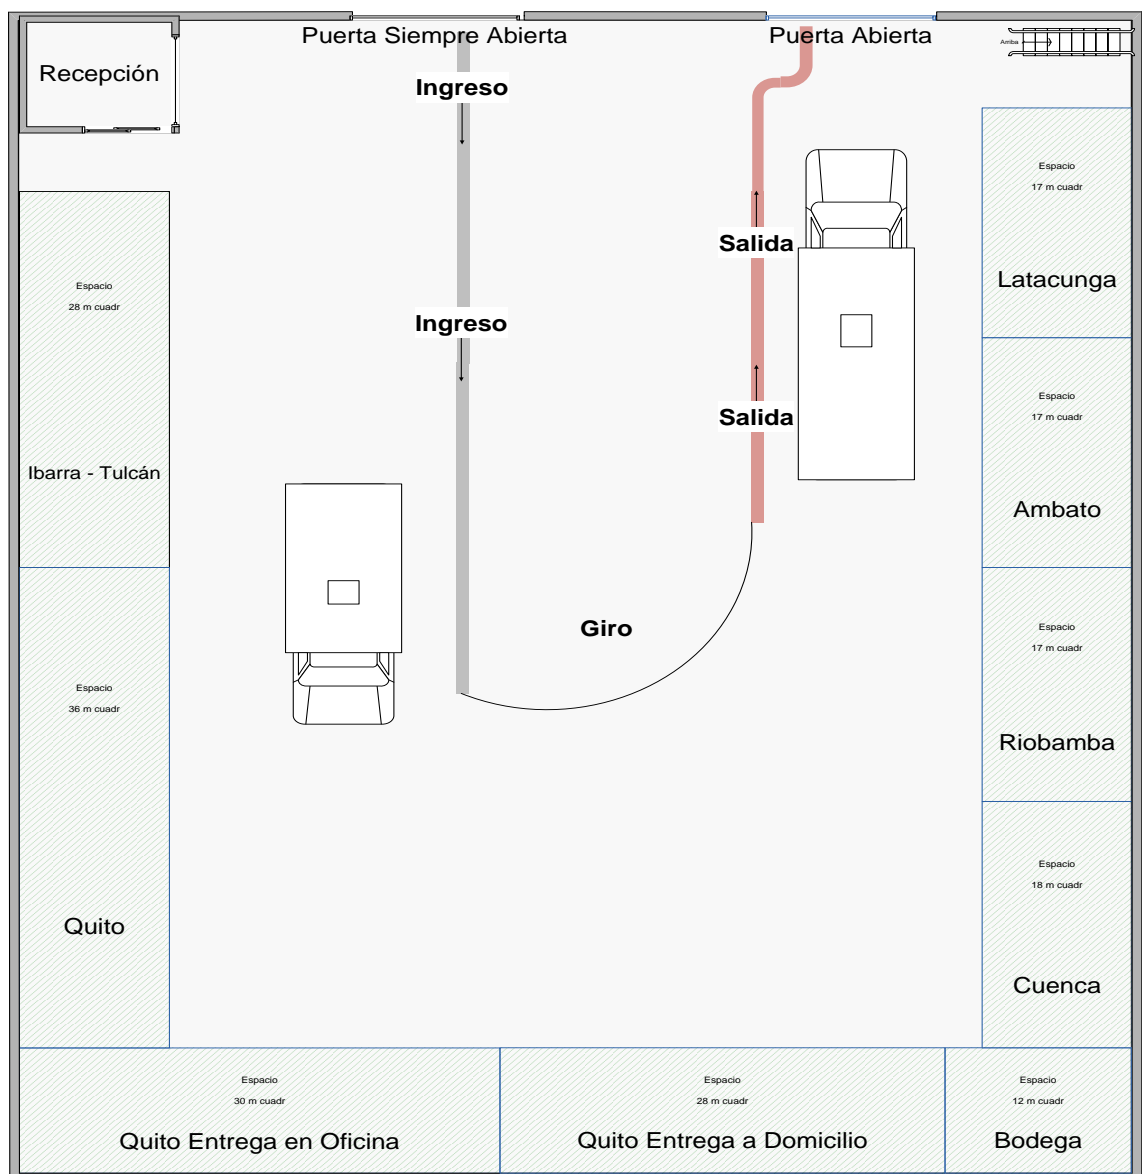 Puerta Siempre Abierta
Puerta Abierta
Arriba
Recepción
Ingreso
Espacio
17 m cuadr
Salida
Latacunga
Espacio
28 m cuadr
Ingreso
Espacio
17 m cuadr
Salida
Ibarra - Tulcán
Ambato
Giro
Espacio
17 m cuadr
Espacio
36 m cuadr
Riobamba
Espacio
18 m cuadr
Quito
Cuenca
Espacio
30 m cuadr
Quito Entrega en Oficina
Espacio
28 m cuadr
Quito Entrega a Domicilio
Espacio
12 m cuadr
Bodega